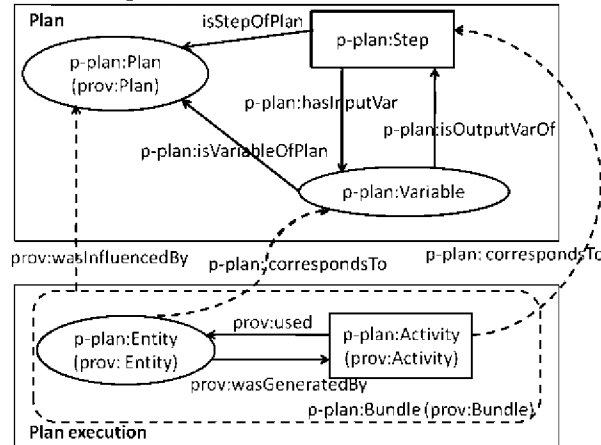 Plan
isStepOfPlan
p-plan:Step
p-plan:Plan
(prov:Plan)
p-plan:hasInputVar
p-plan:isOutputVarOf
p-plan:isVariableOfPlan
p-plan:Variable
prov:wasInfluencedBy
p-plan:correspondsTo
p-plan: correspondsTo
prov:used
p-plan:Entity
(prov: Entity)
p-plan:Activity
(prov:Activity)
prov:wasGeneratedBy
p-plan:Bundle (prov:Bundle)
Plan execution